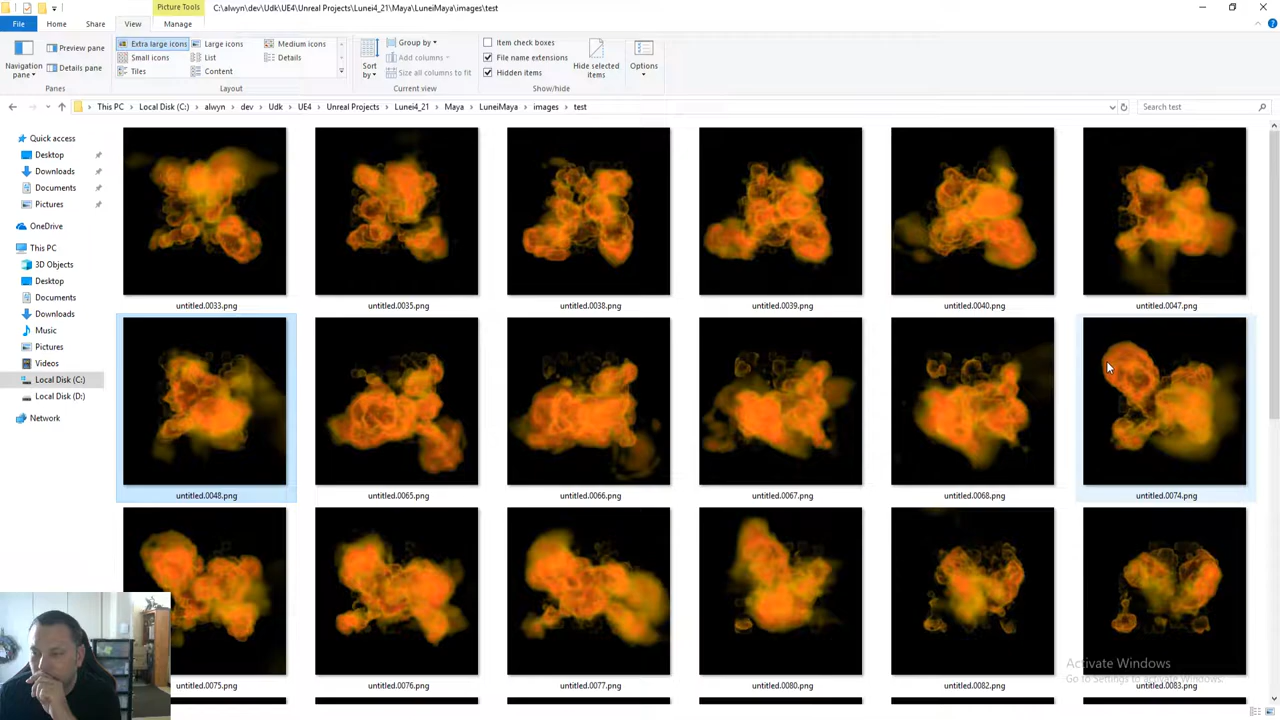 Picture Tools
C:\alwyn\dev\Udk\UE4\Unreal Projects\Lunei4_21\Maya\LuneiMaya\images\test
File
Home
Share
View
Manage
Navigation pane
Preview pane
Details pane
Panes
Extra large icons
Large icons
Medium icons
Small icons
List
Details
Tiles
Content
Layout
Sort by
Group by
Add columns
Size all columns to fit
Current view
Item check boxes
File name extensions
Hidden items
Hide selected items
Show/hide
Options
This PC > Local Disk (C:) > alwyn > dev > Udk > UE4 > Unreal Projects > Lunei4_21 > Maya > LuneiMaya > images > test
Search test
Quick access
Desktop
Downloads
Documents
Pictures
OneDrive
This PC
3D Objects
Desktop
Documents
Downloads
Music
Pictures
Videos
Local Disk (C:)
Local Disk (D:)
Network
untitled.0033.png
untitled.0035.png
untitled.0038.png
untitled.0039.png
untitled.0040.png
untitled.0047.png
untitled.0048.png
untitled.0065.png
untitled.0066.png
untitled.0067.png
untitled.0068.png
untitled.0074.png
untitled.0075.png
untitled.0076.png
untitled.0077.png
untitled.0080.png
untitled.0082.png
untitled.0083.png
Activate Windows
Go to Settings to activate Windows.